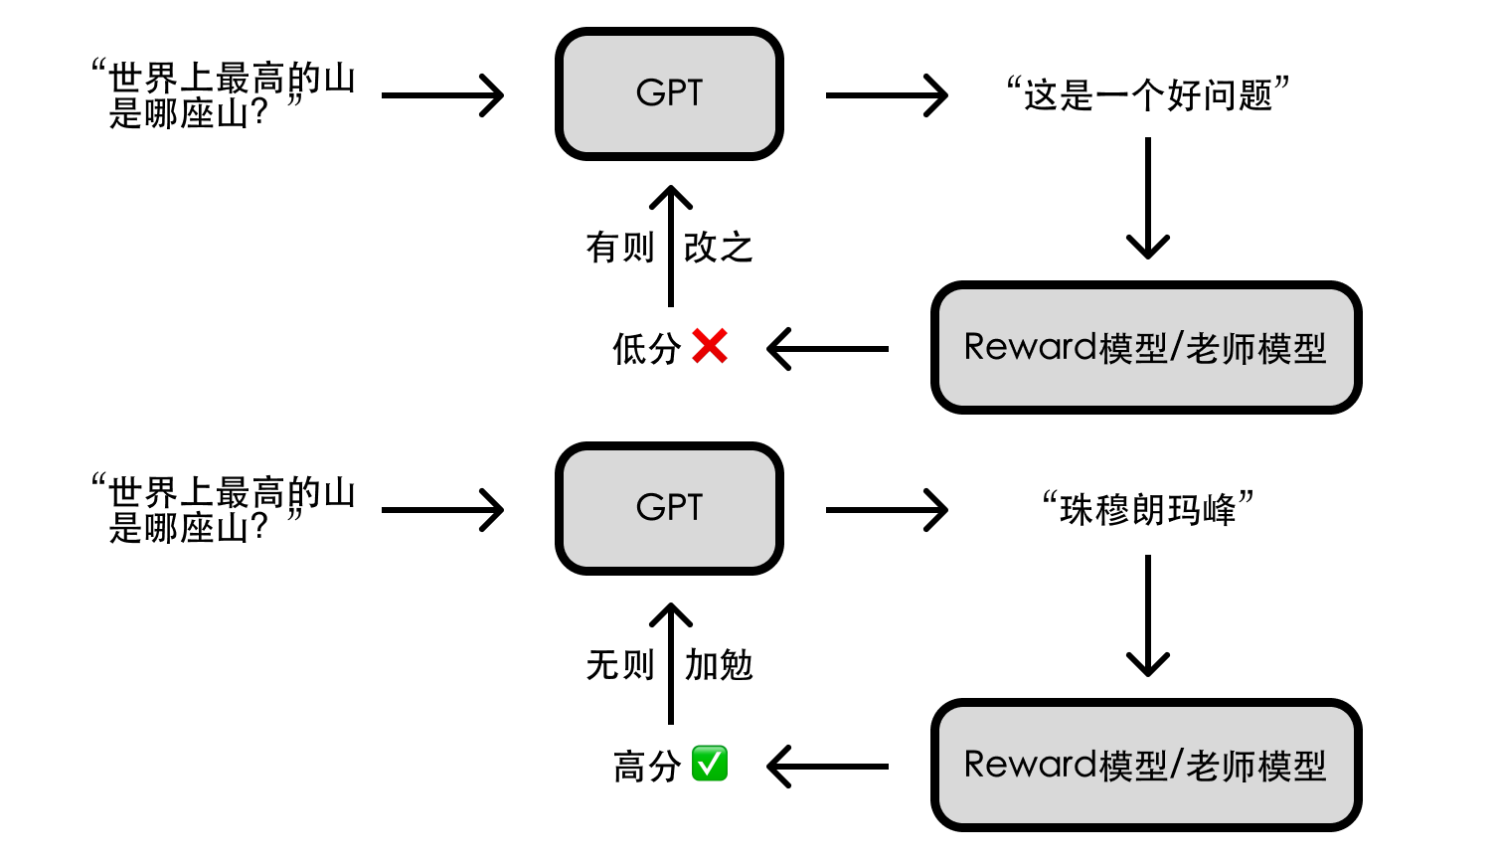 “世界上最高的山
是哪座山？”
GPT
“这是一个好问题”
有则 改之
低分
Reward模型/老师模型
“世界上最高的山
是哪座山？”
GPT
“珠穆朗玛峰”
无则 加勉
高分
Reward模型/老师模型